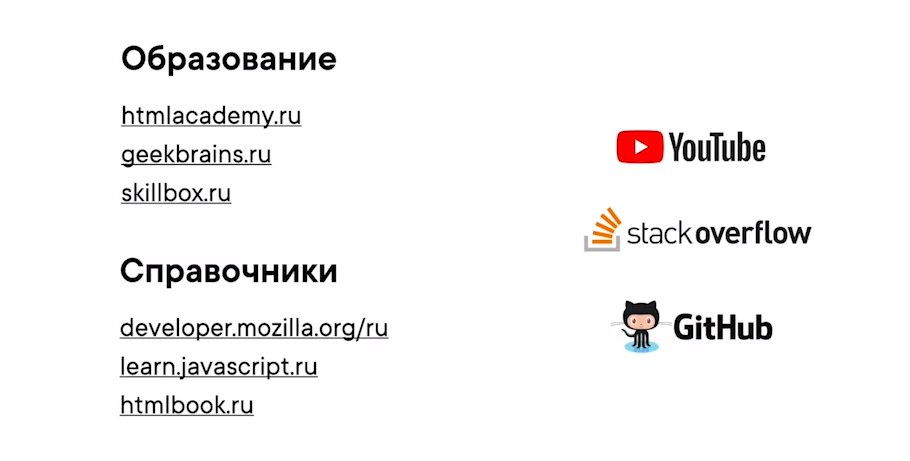 Образование
htmlacademy.ru
geekbrains.ru
skillbox.ru
Справочники
developer.mozilla.org/ru
learn.javascript.ru
htmlbook.ru
YouTube
stackoverflow
GitHub